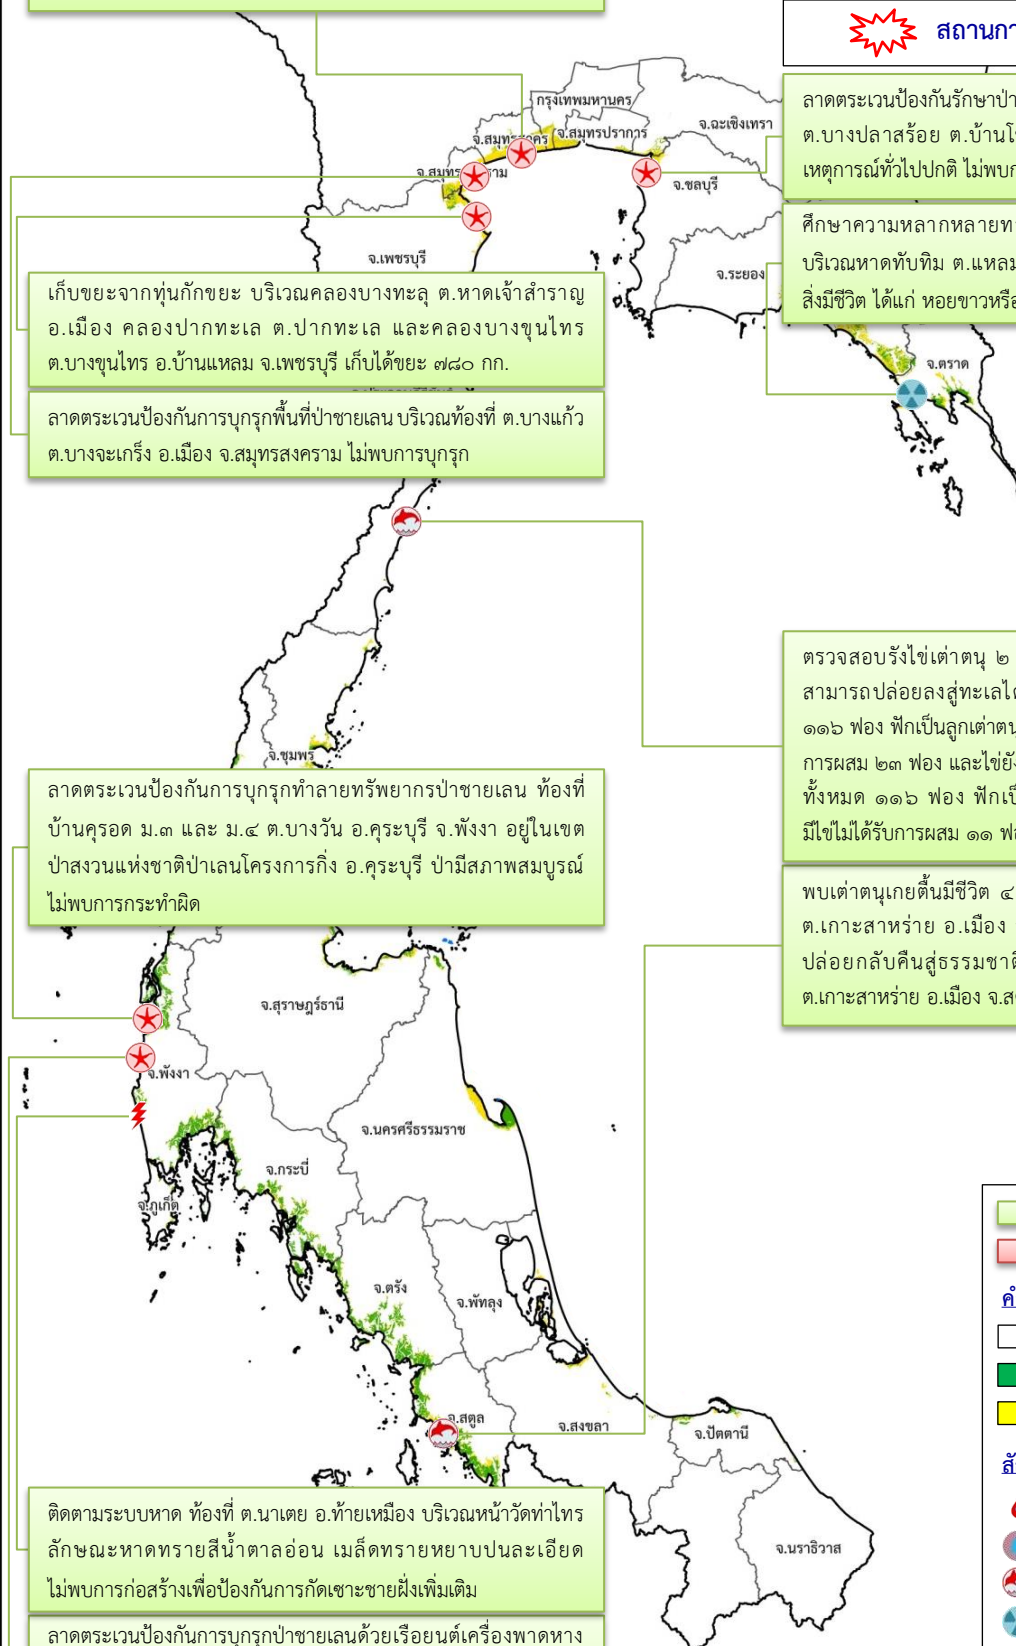 สถานกา
กรุงเทพมหานคร
จ.สมุทรปราการ
จ.ฉะเชิงเทรา
จ.ชลบุรี
จ.เพชรบุรี
จ.ระยอง
จ.ตราด
ลาดตระเวนป้องกันรักษาป่า
ต.บางปลาสร้อย ต.บ้านโ
เหตุการณ์ทั่วไปปกติ ไม่พบก
ศึกษาความหลากหลายทา
บริเวณหาดทับทิม ต.แหลม
สิ่งมีชีวิต ได้แก่ หอยขาวหรือ
เก็บขยะจากทุ่นกักขยะ บริเวณคลองบางทะลุ ต.หาดเจ้าสำราญ
อ.เมือง คลองปากทะเล ต.ปากทะเล และคลองบางขุนไทร
ต.บางขุนไทร อ.บ้านแหลม จ.เพชรบุรี เก็บได้ขยะ ๗๘๐ กก.
ลาดตระเวนป้องกันการบุกรุกพื้นที่ป่าชายเลน บริเวณท้องที่ ต.บางแก้ว
ต.บางจะเกร็ง อ.เมือง จ.สมุทรสงคราม ไม่พบการบุกรุก
ตรวจสอบรังไข่เต่าตนุ ๒
สามารถปล่อยลงสู่ทะเลได
๑๑๖ ฟอง ฟักเป็นลูกเต่าตนุ
การผสม ๒๓ ฟอง และไข่ยัง
ทั้งหมด ๑๑๖ ฟอง ฟักเป็
มีไข่ไม่ได้รับการผสม ๑๑ ฟอ
จ.ชุมพร
ลาดตระเวนป้องกันการบุกรุกทำลายทรัพยากรป่าชายเลน ท้องที่
บ้านคุรอด ม.๓ และ ม.๔ ต.บางวัน อ.คุระบุรี จ.พังงา อยู่ในเขต
ป่าสงวนแห่งชาติป่าเลนโครงการกิ่ง อ.คุระบุรี ป่ามีสภาพสมบูรณ์
ไม่พบการกระทำผิด
พบเต่าตนุเกยตื้นมีชีวิต ๔
ต.เกาะสาหร่าย อ.เมือง
ปล่อยกลับคืนสู่ธรรมชาติ
ต.เกาะสาหร่าย อ.เมือง จ.ส
จ.สุราษฎร์ธานี
จ.พังงา
จ.นครศรีธรรมราช
จ.กระบี่
จ.ภูเก็ต
จ.ตรัง
จ.พัทลุง
จ.สตูล
จ.สงขลา
จ.ปัตตานี
จ.นราธิวาส
คำ
สั
ติดตามระบบหาด ท้องที่ ต.นาเตย อ.ท้ายเหมือง บริเวณหน้าวัดท่าไทร
ลักษณะหาดทรายสีน้ำตาลอ่อน เมล็ดทรายหยาบปนละเอียด
ไม่พบการก่อสร้างเพื่อป้องกันการกัดเซาะชายฝั่งเพิ่มเติม
ลาดตระเวนป้องกันการบุกรุกป่าชายเลนด้วยเรือยนต์เครื่องพาดหาง